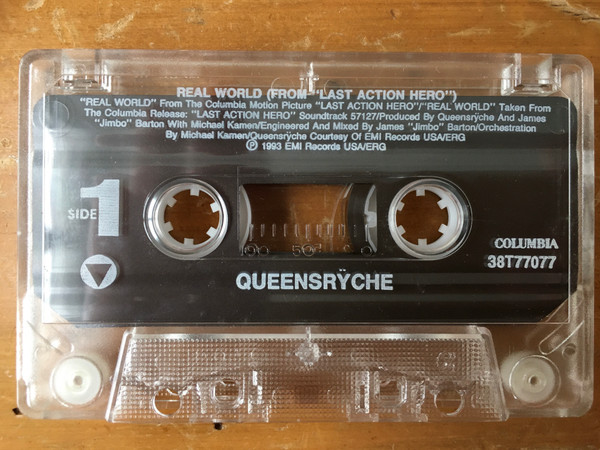 REAL WORLD (FROM "LAST ACTION HERO")
"REAL WORLD" From The Columbia Motion Picture "LAST ACTION HERO"/"REAL WORLD" Taken From
The Columbia Release: "LAST ACTION HERO" Soundtrack 57127/Produced By Queensrÿche And James
"Jimbo" Barton With Michael Kamen/Engineered And Mixed By James "Jimbo" Barton/Orchestration
By Michael Kamen/Queensrÿche Courtesy Of EMI Records USA/ERG
℗ 1993 EMI Records USA/ERG
SIDE 1
100 50 0
COLUMBIA
38T77077
QUEENSRŸCHE